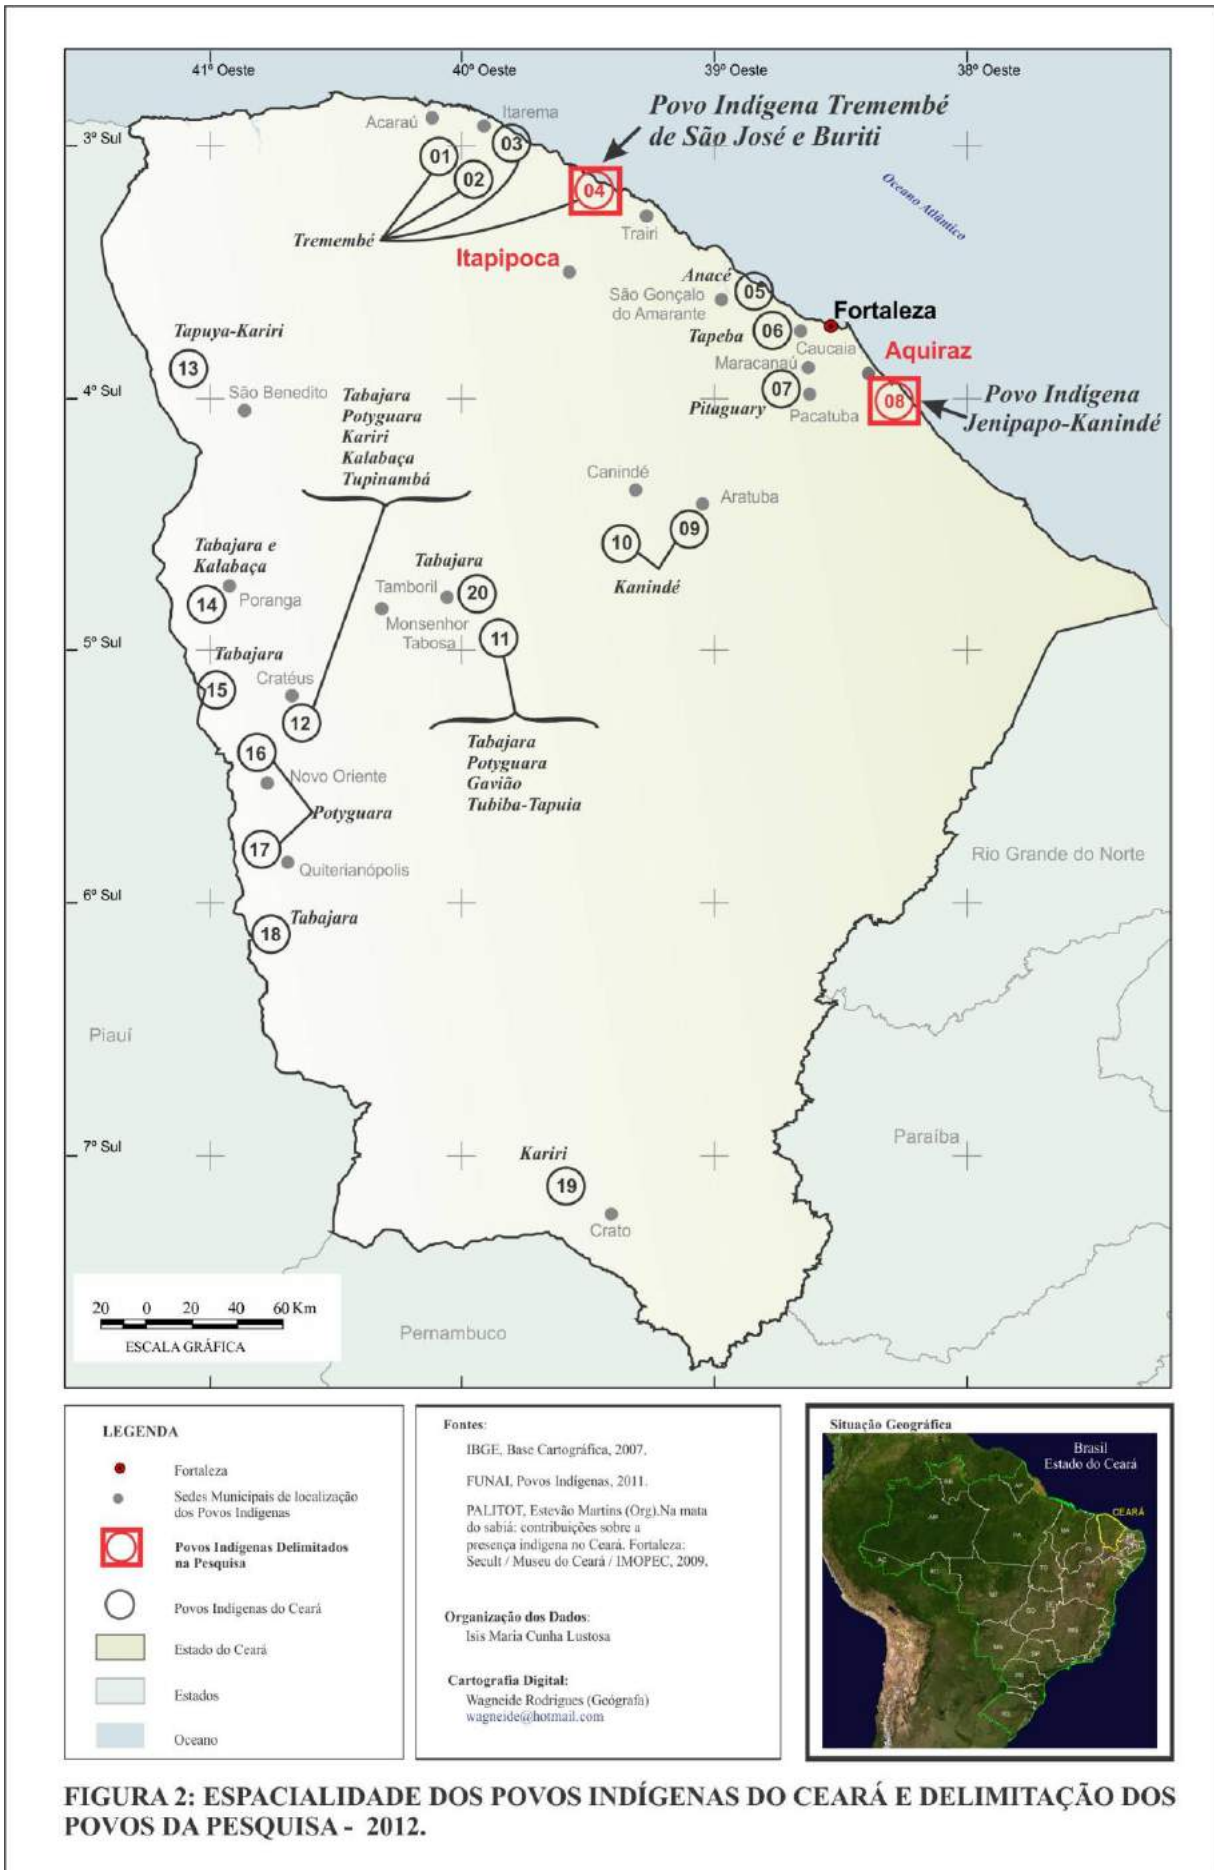 41º Oeste
40º Oeste
39º Oeste
38º Oeste
Povo Indígena Tremembé
de São José e Buriti
Itarema
Acaraú
3º Sul
03
01
02
04
Oceano Atlântico
Trairi
Tremembé
Itapipoca
Anacé
05
São Gonçalo
do Amarante
Fortaleza
Tapuya-Kariri
06
Tapeba
Caucaia
Aquiraz
13
Maracanaú
07
4º Sul
São Benedito
Tabajara
Potyguara
Kariri
Kalabaça
Tupinambá
Pitaguary
Pacatuba
08
Povo Indígena
Jenipapo-Kanindé
Canindé
Aratuba
09
10
Kanindé
Tabajara e
Kalabaça
Tabajara
Tamboril
20
Poranga
14
Monsenhor
Tabosa
11
5º Sul
Tabajara
15
Cratéus
12
16
Tabajara
Potyguara
Gavião
Tubiba-Tapuia
Novo Oriente
Potyguara
17
Quiterianópolis
Rio Grande do Norte
6º Sul
Tabajara
18
Piauí
7º Sul
Paraíba
Kariri
19
Crato
20 0 20 40 60 Km
ESCALA GRÁFICA
Pernambuco
LEGENDA
Fortaleza
Sedes Municipais de localização
dos Povos Indígenas
Povos Indígenas Delimitados
na Pesquisa
Povos Indígenas do Ceará
Estado do Ceará
Estados
Oceano
Fontes:
IBGE, Base Cartográfica, 2007.
FUNAI, Povos Indígenas, 2011.
PALITOT, Estevão Martins (Org).Na mata
do sabiá: contribuições sobre a
presença indígena no Ceará. Fortaleza:
Secult / Museu do Ceará / IMOPEC, 2009.
Organização dos Dados:
Isis Maria Cunha Lustosa
Cartografia Digital:
Wagneide Rodrigues (Geógrafa)
wagneide@hotmail.com
Situação Geográfica
Brasil
Estado do Ceará
CEARÁ
FIGURA 2: ESPACIALIDADE DOS POVOS INDÍGENAS DO CEARÁ E DELIMITAÇÃO DOS
POVOS DA PESQUISA - 2012.